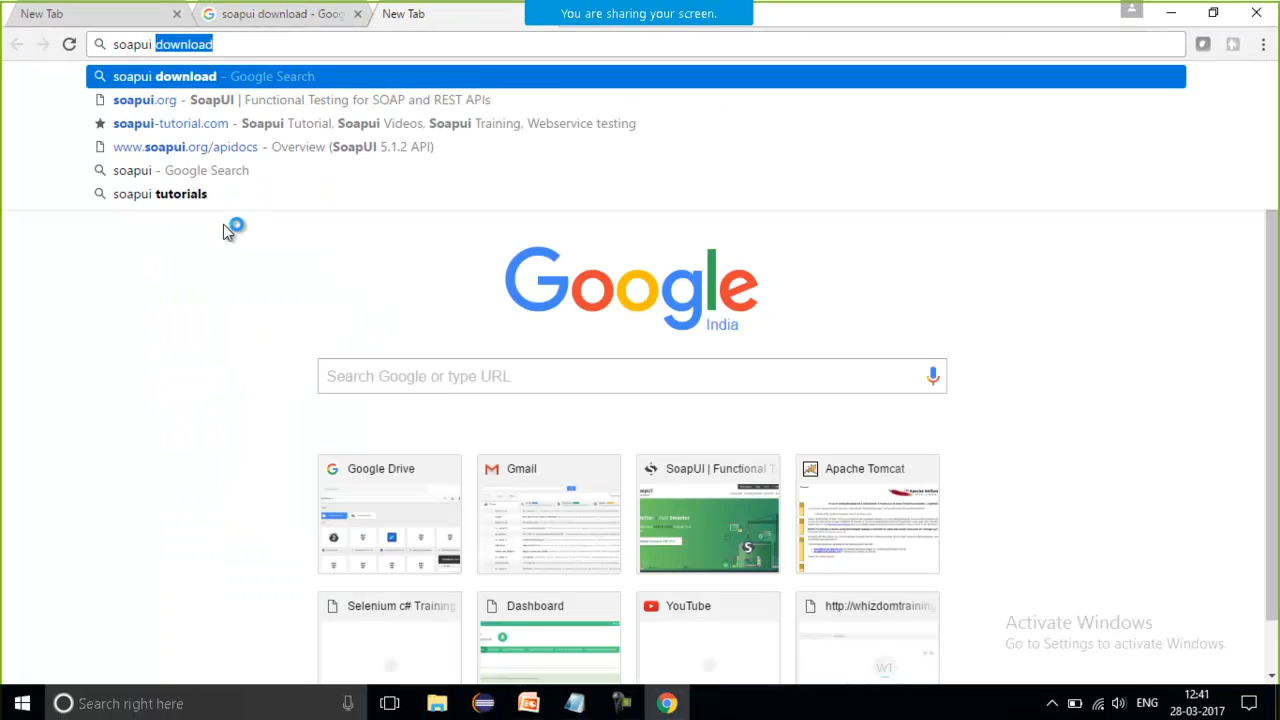 New Tab
soapui download - Goog
New Tab
You are sharing your screen.
soapui download
soapui download - Google Search
soapui.org - SoapUI | Functional Testing for SOAP and REST APIs
soapui-tutorial.com - Soapui Tutorial, Soapui Videos, Soapui Training, Webservice testing
www.soapui.org/apidocs - Overview (SoapUI 5.1.2 API)
soapui - Google Search
soapui tutorials
Google
India
Search Google or type URL
Google Drive
Gmail
SoapUI | Functional T
Apache Tomcat
Selenium c# Training
Dashboard
YouTube
http://whizdomtraining
WT
Activate Windows
Go to Settings to activate Windows.
Search right here
ENG
12:41
28-03-2017